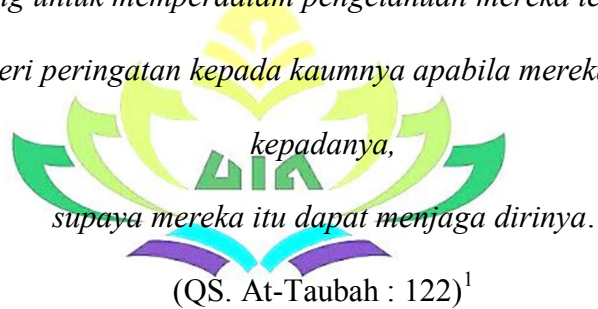 untuk memperdalam pengetahuan mereka
peringatan kepada kaumnya apabila mereka
kepadanya,
UIN
supaya mereka itu dapat menjaga dirinya.
(QS. At-Taubah : 122)1